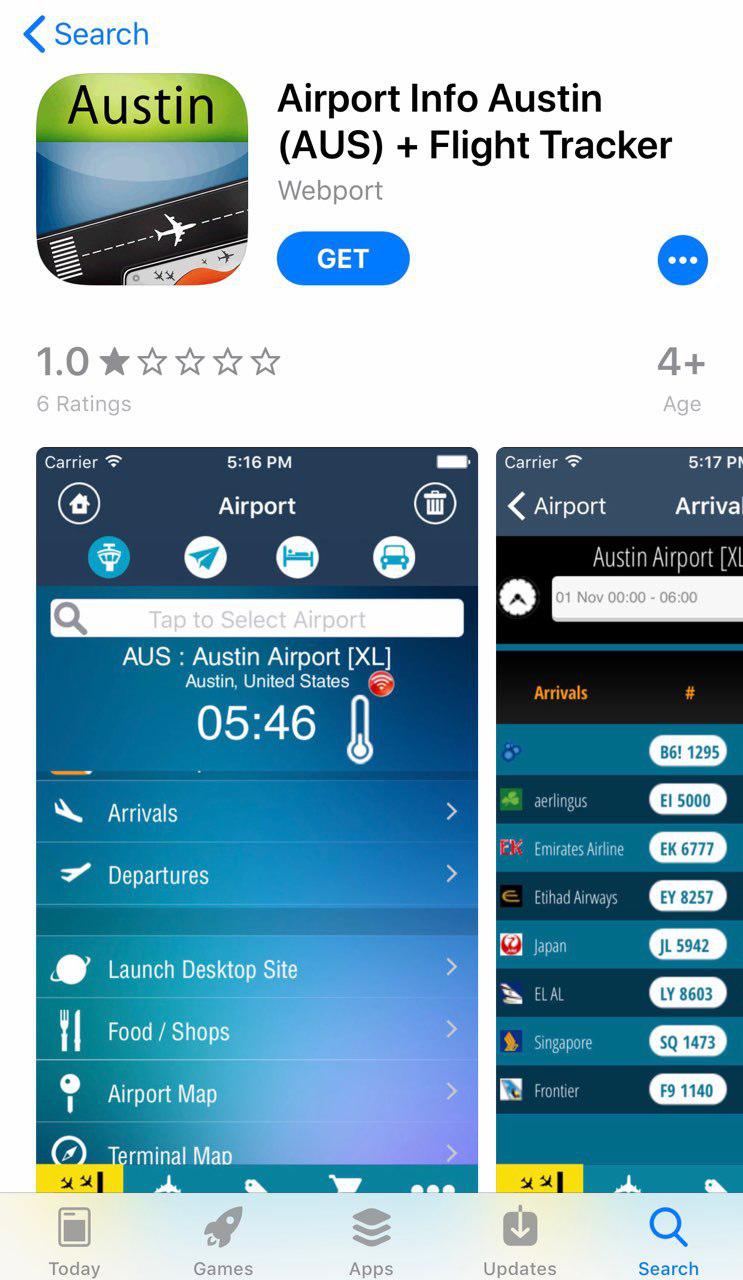 Search
Austin
Airport Info Austin
(AUS) + Flight Tracker
Webport
GET
1.0
4+
6 Ratings
Age
Carrier
5:16 PM
Airport
Tap to Select Airport
AUS : Austin Airport [XL]
Austin, United States
05:46
Arrivals
Departures
Launch Desktop Site
Food / Shops
Airport Map
Terminal Map
Carrier
5:17 PM
Airport
Arrival
Austin Airport [XL
01 Nov 00:00 - 06:00
Arrivals #
B6! 1295
aerlingus EI 5000
EK Emirates Airline EK 6777
Etihad Airways EY 8257
Japan JL 5942
EL AL LY 8603
Singapore SQ 1473
Frontier F9 1140
Today
Games
Apps
Updates
Search